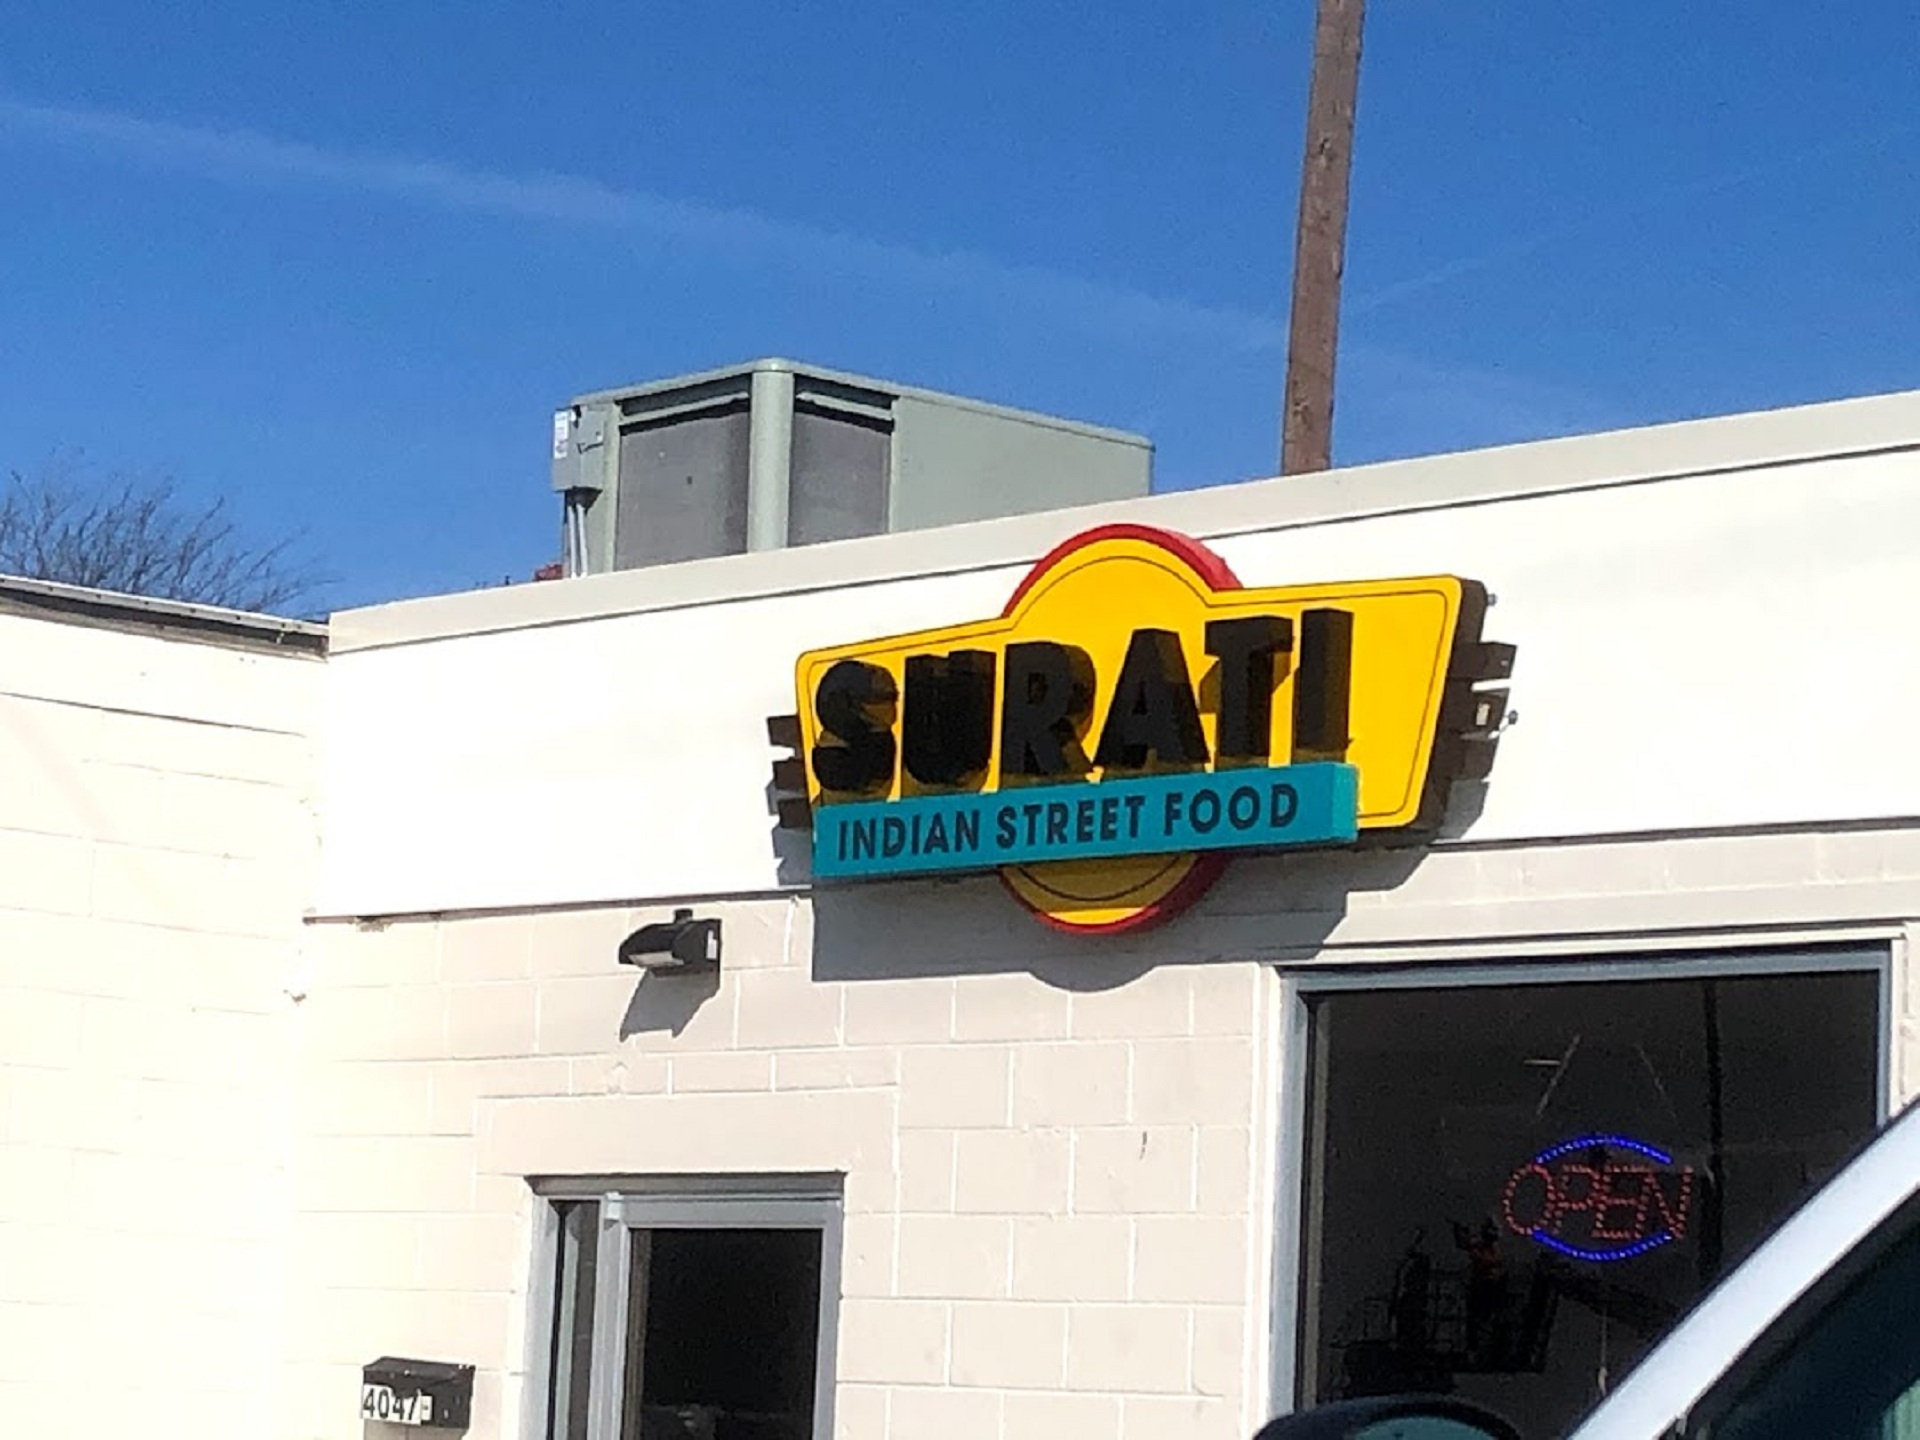 SURATI
INDIAN STREET FOOD
OPEN
4047-